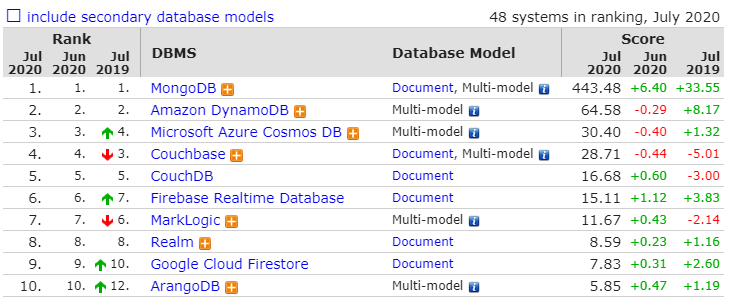 include secondary database models 48 systems in ranking, July 2020
Rank DBMS Database Model Score
Jul 2020 Jun 2020 Jul 2019 Jul 2020 Jun 2020 Jul 2019
1. 1. 1. MongoDB Document, Multi-model 443.48 +6.40 +33.55
2. 2. 2. Amazon DynamoDB Multi-model 64.58 -0.29 +8.17
3. 3. 4. Microsoft Azure Cosmos DB Multi-model 30.40 -0.40 +1.32
4. 4. 3. Couchbase Document, Multi-model 28.71 -0.44 -5.01
5. 5. 5. CouchDB Document 16.68 +0.60 -3.00
6. 6. 7. Firebase Realtime Database Document 15.11 +1.12 +3.83
7. 7. 6. MarkLogic Multi-model 11.67 +0.43 -2.14
8. 8. 8. Realm Document 8.59 +0.23 +1.16
9. 9. 10. Google Cloud Firestore Document 7.83 +0.31 +2.60
10. 10. 12. ArangoDB Multi-model 5.85 +0.47 +1.19